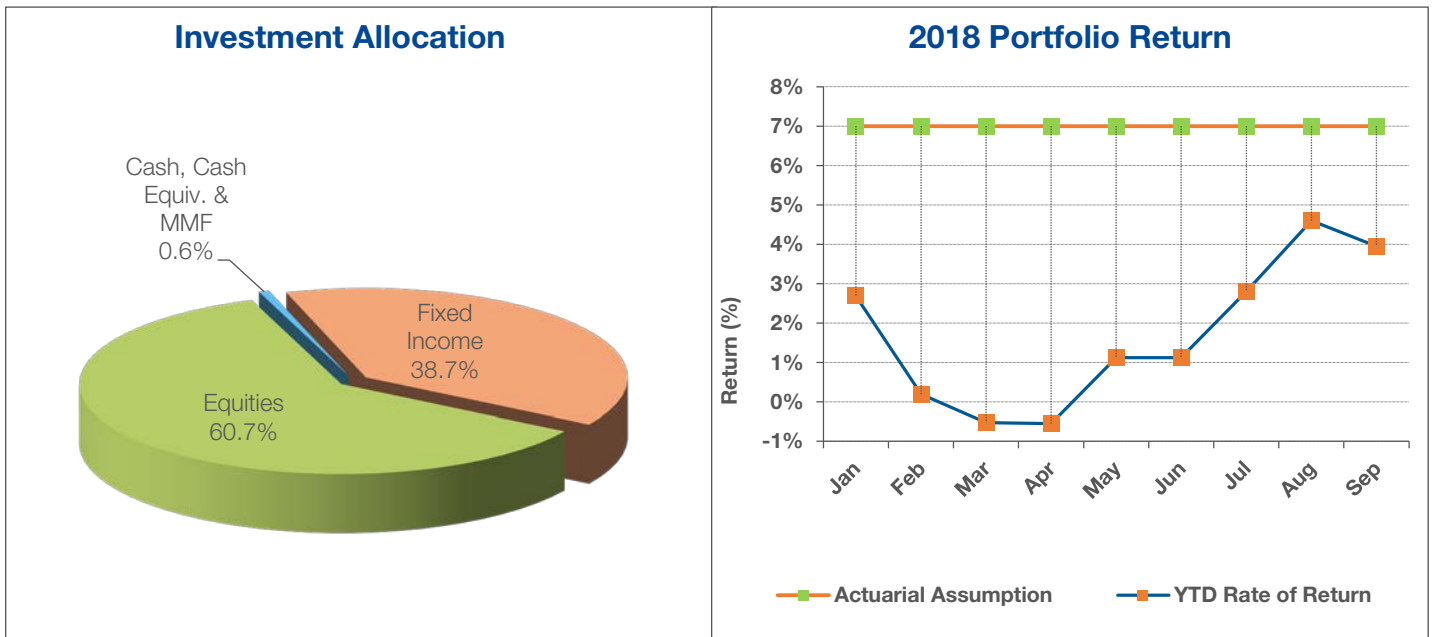 Investment Allocation
Cash, Cash
Equiv. &
MMF
0.6%
Fixed
Income
38.7%
Equities
60.7%
2018 Portfolio Return
8%
7%
6%
5%
4%
3%
2%
1%
0%
-1%
Return (%)
Jan
Feb
Mar
Apr
May
Jun
Jul
Aug
Sep
Actuarial Assumption
YTD Rate of Return